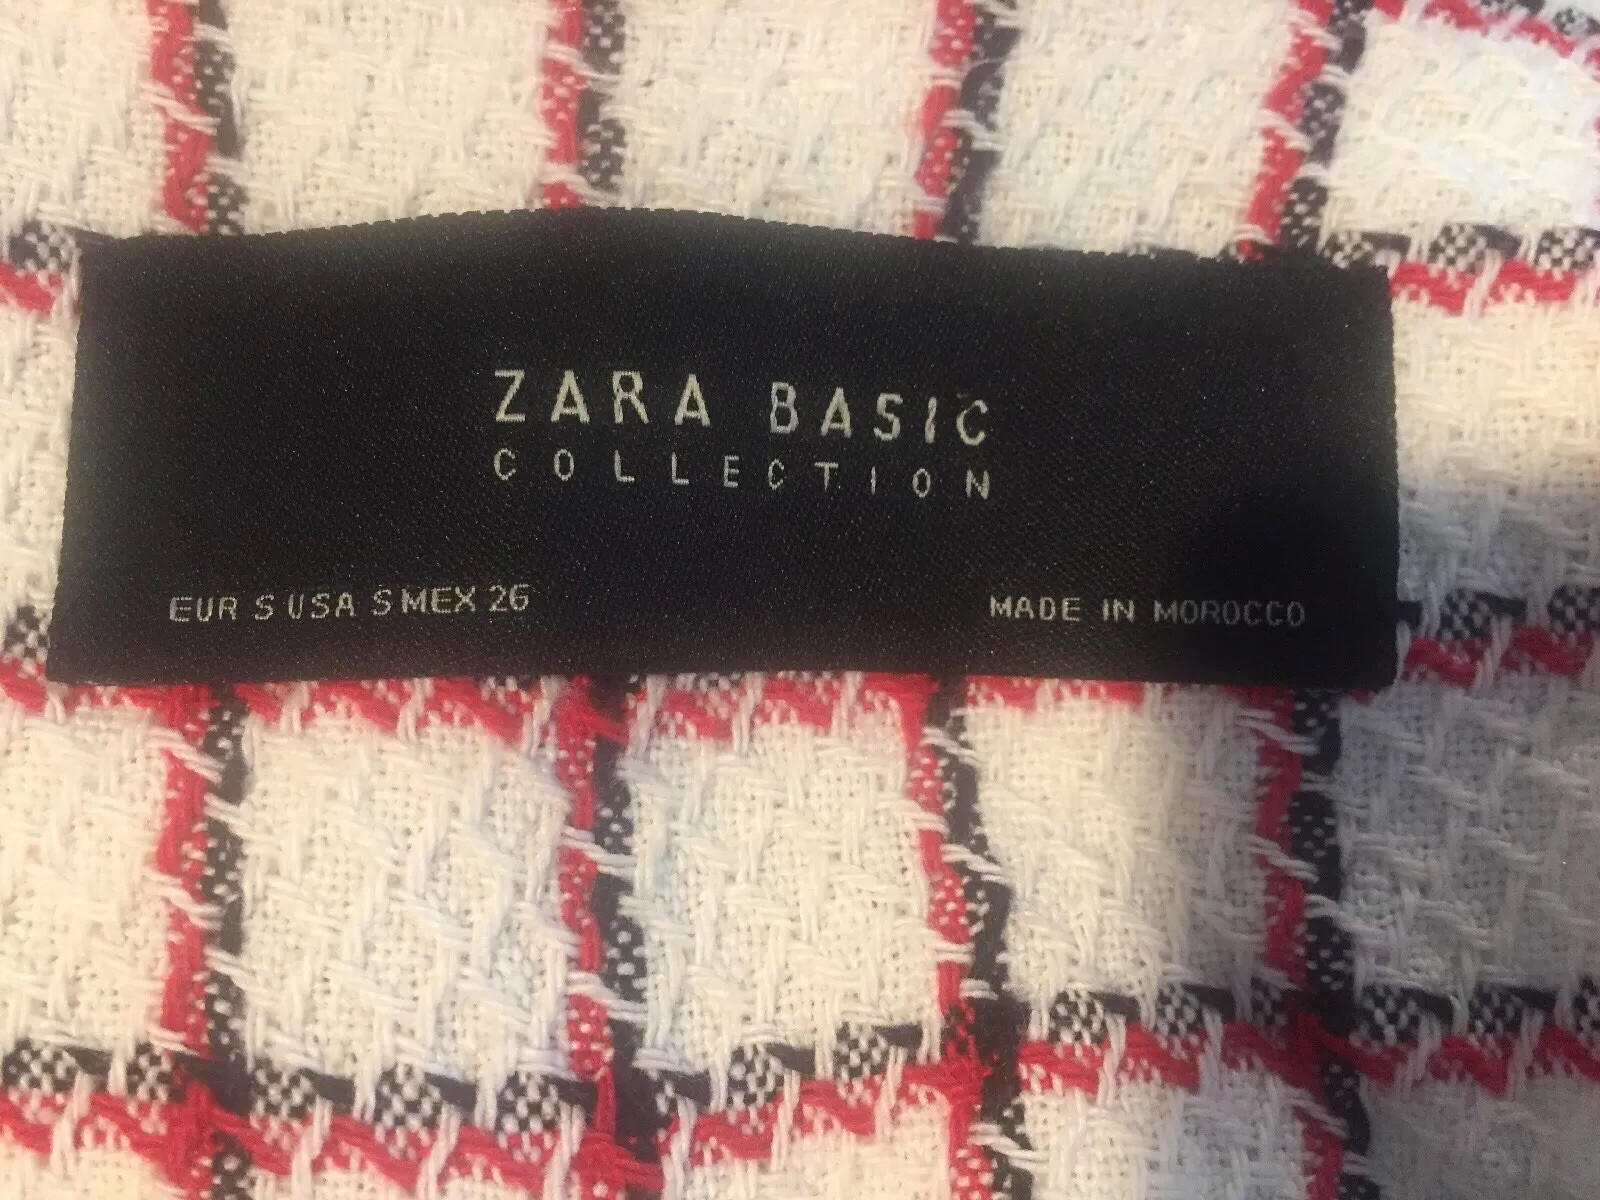 ZARA BASIC
COLLECTION
EUR S USA S MEX 26 MADE IN MOROCCO